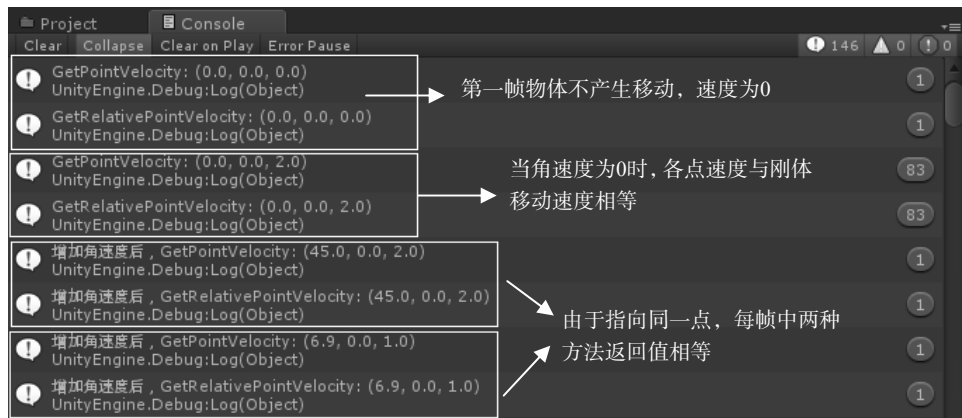 Project Console
Clear Collapse Clear on Play Error Pause 146 0 0
GetPointVelocity: (0.0, 0.0, 0.0)
UnityEngine.Debug:Log(Object)
1
第一帧物体不产生移动，速度为0
GetRelativePointVelocity: (0.0, 0.0, 0.0)
UnityEngine.Debug:Log(Object)
1
GetPointVelocity: (0.0, 0.0, 2.0)
UnityEngine.Debug:Log(Object)
83
当角速度为0时，各点速度与刚体
移动速度相等
GetRelativePointVelocity: (0.0, 0.0, 2.0)
UnityEngine.Debug:Log(Object)
83
增加角速度后 , GetPointVelocity: (45.0, 0.0, 2.0)
UnityEngine.Debug:Log(Object)
1
增加角速度后 , GetRelativePointVelocity: (45.0, 0.0, 2.0)
UnityEngine.Debug:Log(Object)
1
由于指向同一点，每帧中两种
方法返回值相等
增加角速度后 , GetPointVelocity: (6.9, 0.0, 1.0)
UnityEngine.Debug:Log(Object)
1
增加角速度后 , GetRelativePointVelocity: (6.9, 0.0, 1.0)
UnityEngine.Debug:Log(Object)
1